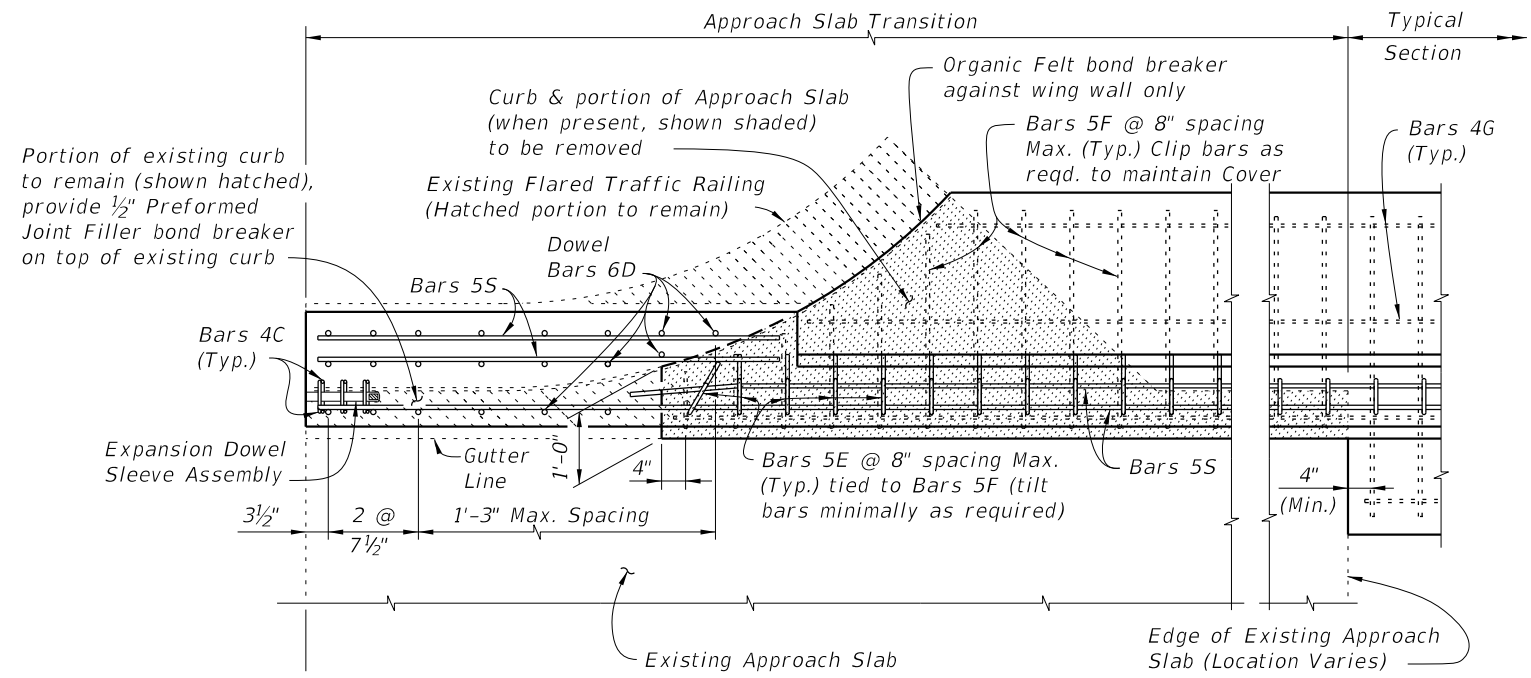 Approach Slab Transition
Typical
Section
Organic Felt bond breaker
against wing wall only
Curb & portion of Approach Slab
(when present, shown shaded)
to be removed
Bars 5F @ 8" spacing
Max. (Typ.) Clip bars as
reqd. to maintain Cover
Bars 4G
(Typ.)
Portion of existing curb
to remain (shown hatched),
provide ½" Preformed
Joint Filler bond breaker
on top of existing curb
Existing Flared Traffic Railing
(Hatched portion to remain)
Dowel
Bars 6D
Bars 5S
Bars 4C
(Typ.)
Expansion Dowel
Sleeve Assembly
Gutter
Line
1'-0"
4"
Bars 5E @ 8" spacing Max.
(Typ.) tied to Bars 5F (tilt
bars minimally as required)
Bars 5S
4"
(Min.)
3½"
2 @
7½"
1'-3" Max. Spacing
Existing Approach Slab
Edge of Existing Approach
Slab (Location Varies)